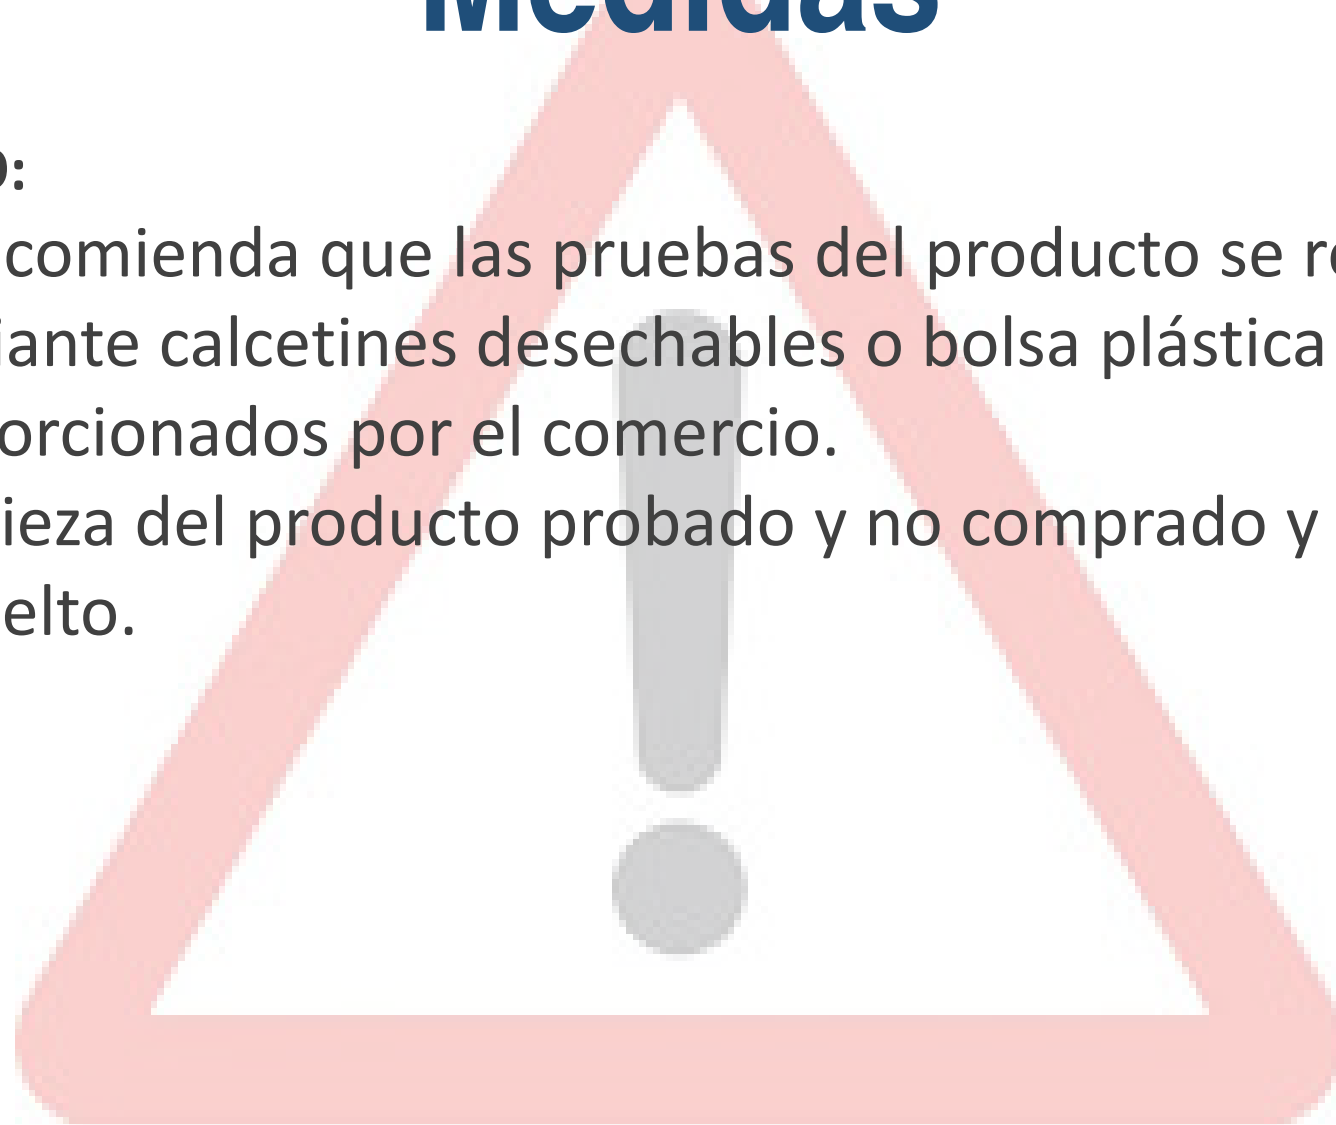 Medidas
O:
comienda que las pruebas del producto se re
iante calcetines desechables o bolsa plástica
orcionados por el comercio.
ieza del producto probado y no comprado y
elto.